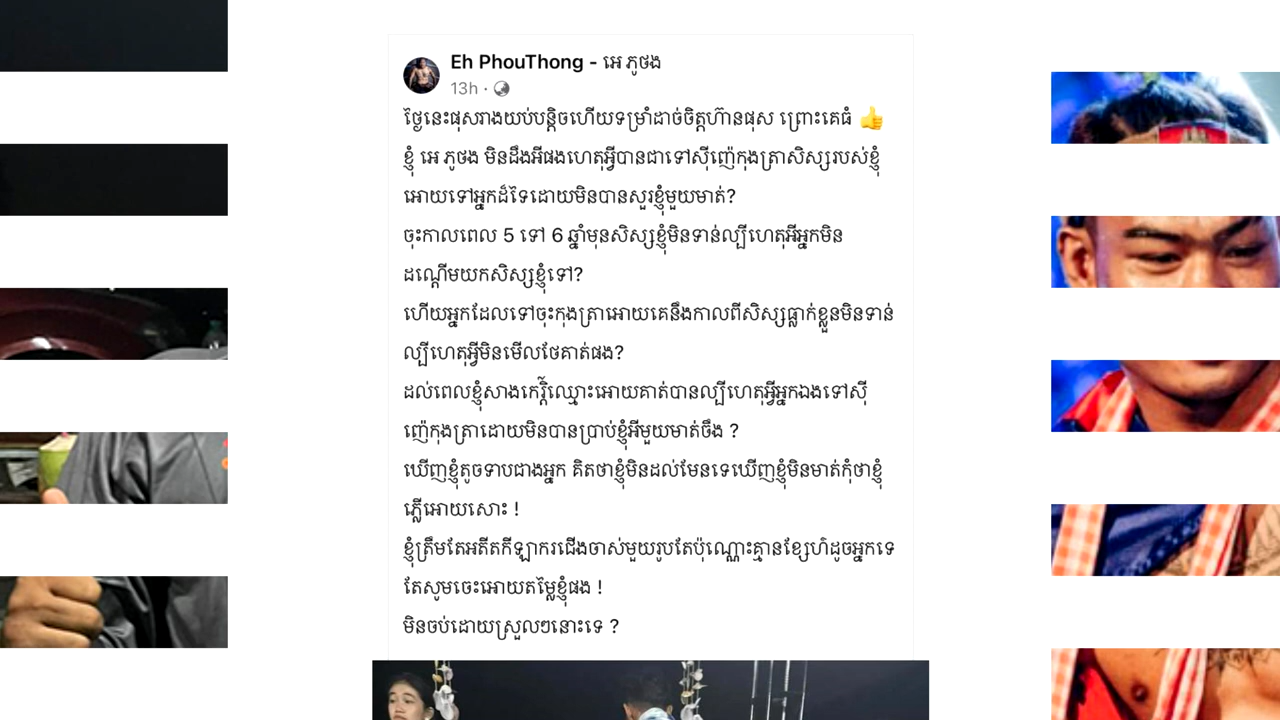 Eh PhouThong - អេ ភូថង
13h ·
ថ្ងៃនេះផុសរាងយប់បន្តិចហើយទម្រាំដាច់ចិត្តហ៊ានផុស ព្រោះគេធំ 👍
ខ្ញុំ អេ ភូថង មិនដឹងអីផងហេតុអ្វីបានជាទៅស៊ីញ៉េកុងត្រាសិស្សរបស់ខ្ញុំ
អោយទៅអ្នកដ៏ទៃដោយមិនបានសួរខ្ញុំមួយមាត់?
ចុះកាលពេល 5 ទៅ 6 ឆ្នាំមុនសិស្សខ្ញុំមិនទាន់ល្បីហេតុអីអ្នកមិន
ដណ្តើមយកសិស្សខ្ញុំទៅ?
ហើយអ្នកដែលទៅចុះកុងត្រាអោយគេនឹងកាលពីសិស្សធ្លាក់ខ្លួនមិនទាន់
ល្បីហេតុអ្វីមិនមើលថែគាត់ផង?
ដល់ពេលខ្ញុំសាងកេរ្តិ៍ឈ្មោះអោយគាត់បានល្បីហេតុអ្វីអ្នកឯងទៅស៊ី
ញ៉េកុងត្រាដោយមិនបានប្រាប់ខ្ញុំអីមួយមាត់ចឹង ?
ឃើញខ្ញុំតូចទាបជាងអ្នក គិតថាខ្ញុំមិនដល់មែនទេឃើញខ្ញុំមិនមាត់កុំថាខ្ញុំ
ភ្លើអោយសោះ !
ខ្ញុំត្រឹមតែអតីតកីឡាករជើងចាស់មួយរូបតែប៉ុណ្ណោះគ្មានខ្សែហ៌ដូចអ្នកទេ
តែសូមចេះអោយតម្លៃខ្ញុំផង !
មិនចប់ដោយស្រួលៗនោះទេ ?